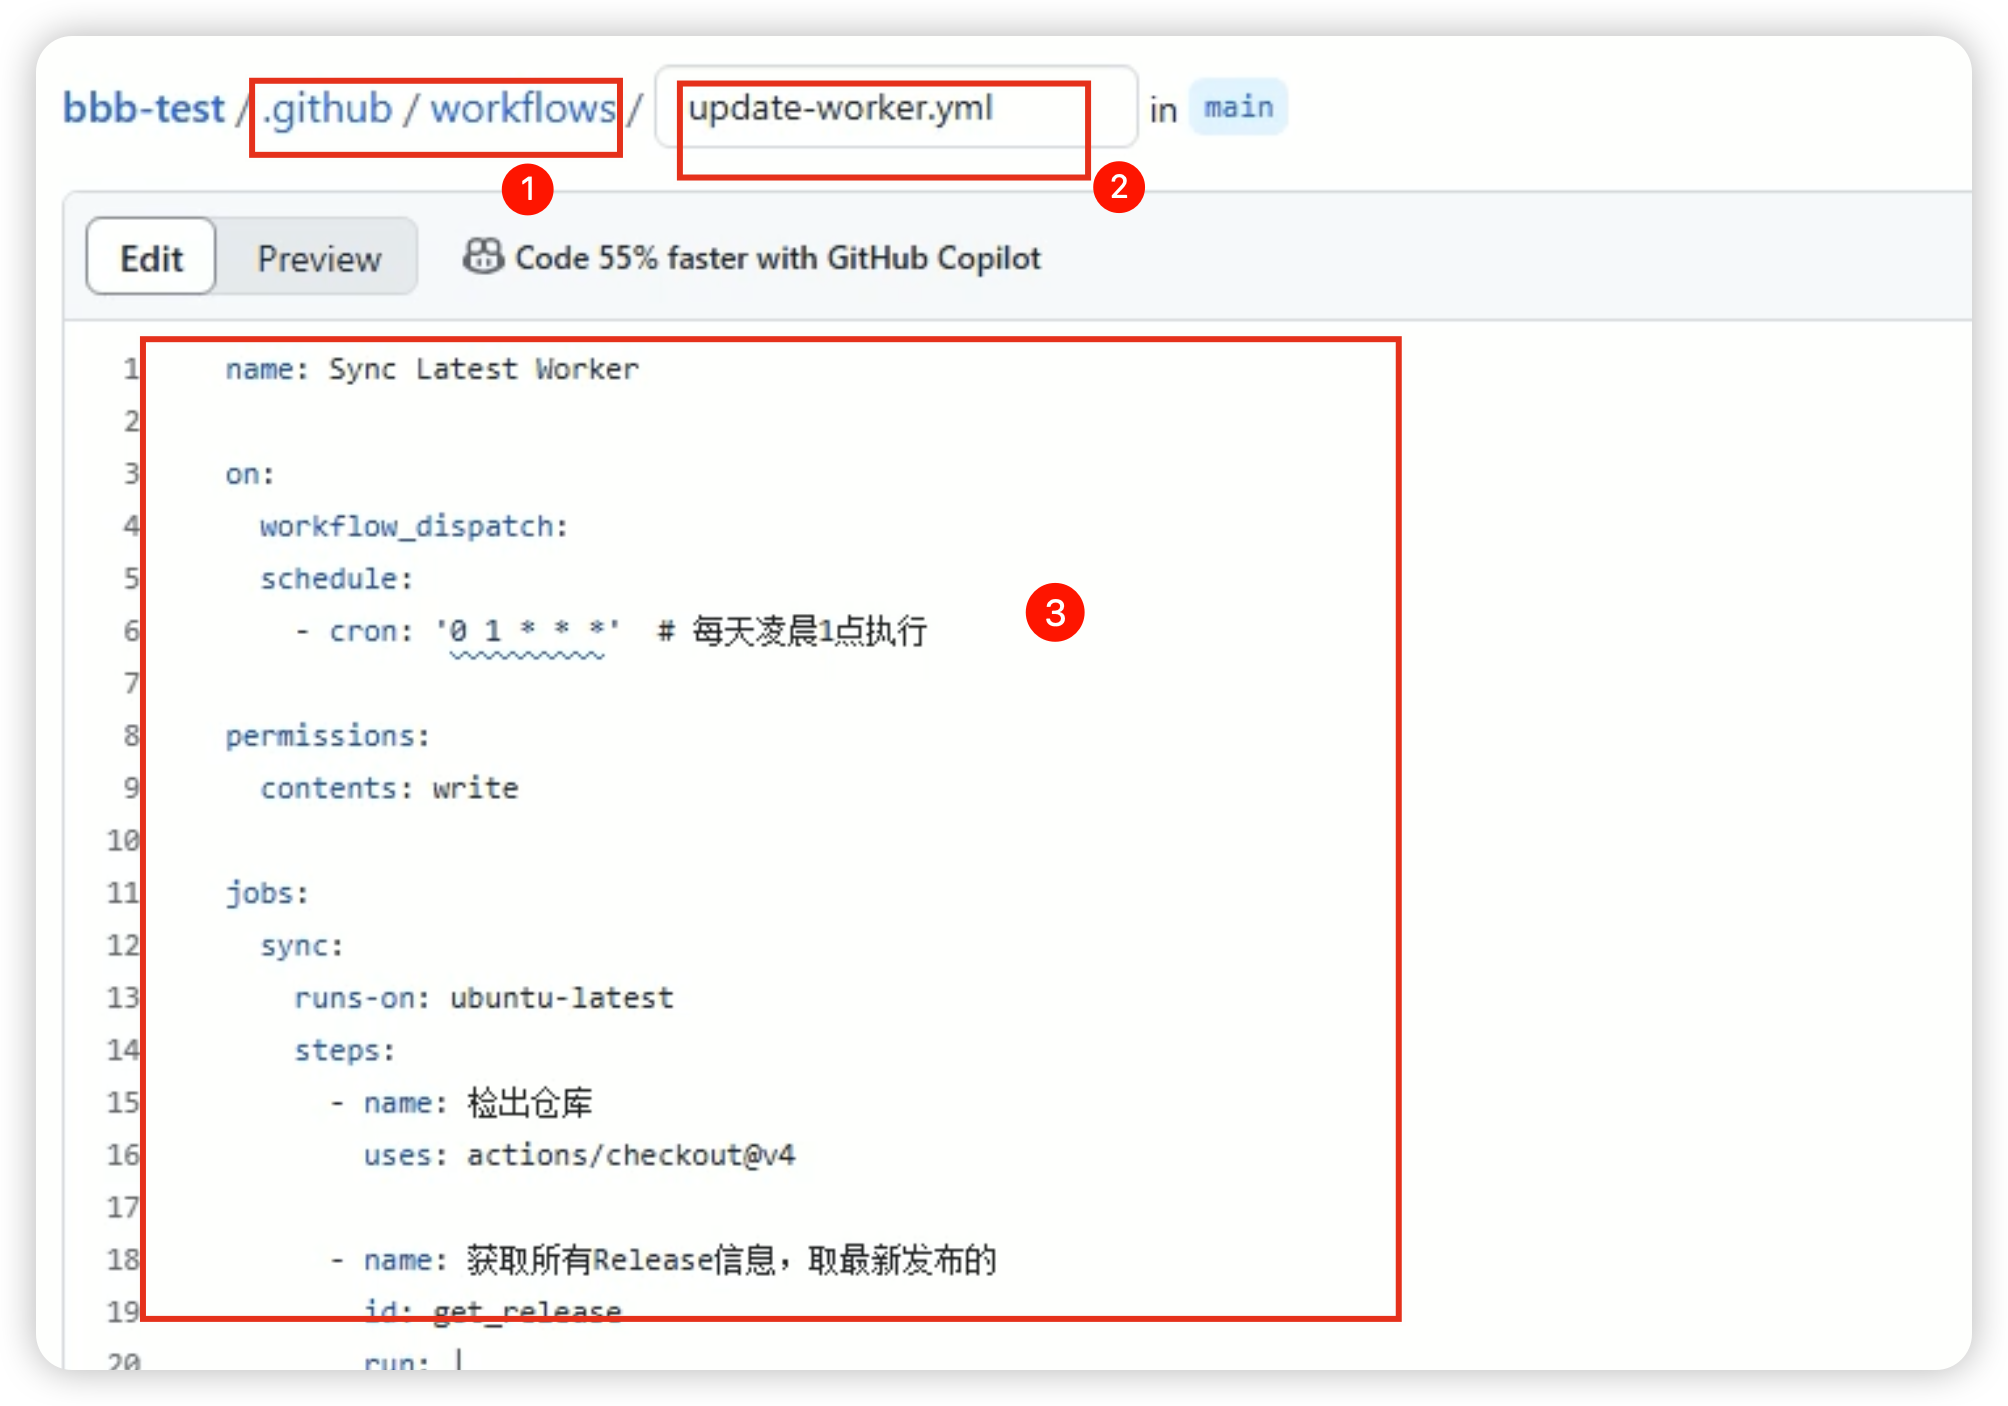 bbb-test / .github / workflows / update-worker.yml in main
1
2
Edit Preview Code 55% faster with GitHub Copilot
1 name: Sync Latest Worker
2
3 on:
4   workflow_dispatch:
5   schedule:
6     - cron: '0 1 * * *'  # 每天凌晨1点执行
3
7
8 permissions:
9   contents: write
10
11 jobs:
12   sync:
13     runs-on: ubuntu-latest
14     steps:
15       - name: 检出仓库
16         uses: actions/checkout@v4
17
18       - name: 获取所有Release信息，取最新发布的
19         id: get_release
20         run: |